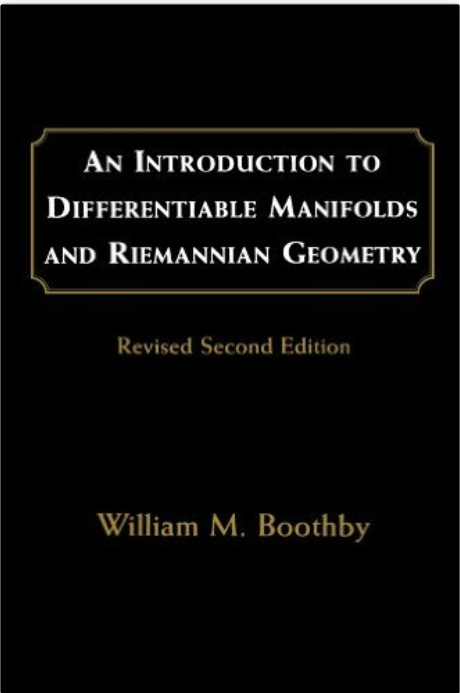 AN INTRODUCTION TO
DIFFERENTIABLE MANIFOLDS
AND RIEMANNIAN GEOMETRY
Revised Second Edition
William M. Boothby